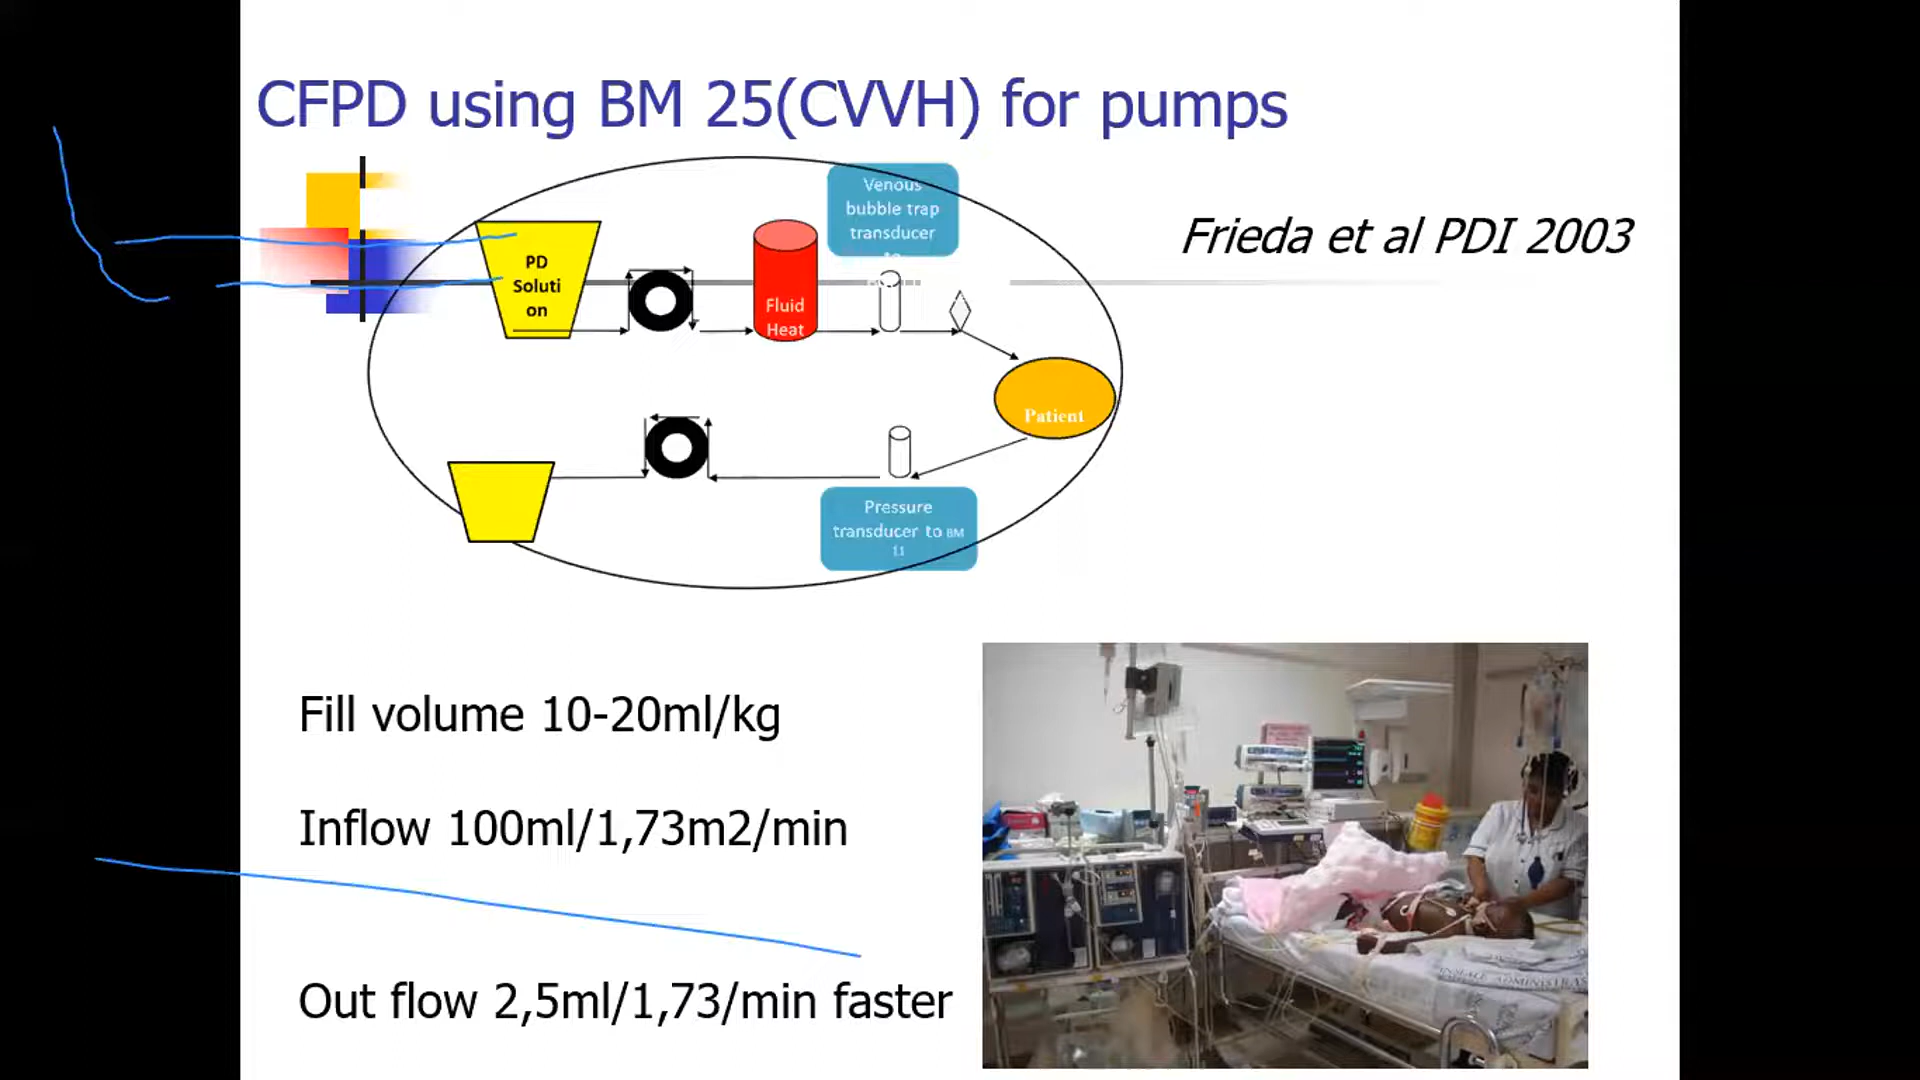 CFPD using BM 25(CVVH) for pumps
Frieda et al PDI 2003
Venous
bubble trap
transducer
to
PD
Soluti
on
Fluid
Heat
Patient
Pressure
transducer to BM
11
Fill volume 10-20ml/kg
Inflow 100ml/1,73m2/min
Out flow 2,5ml/1,73/min faster